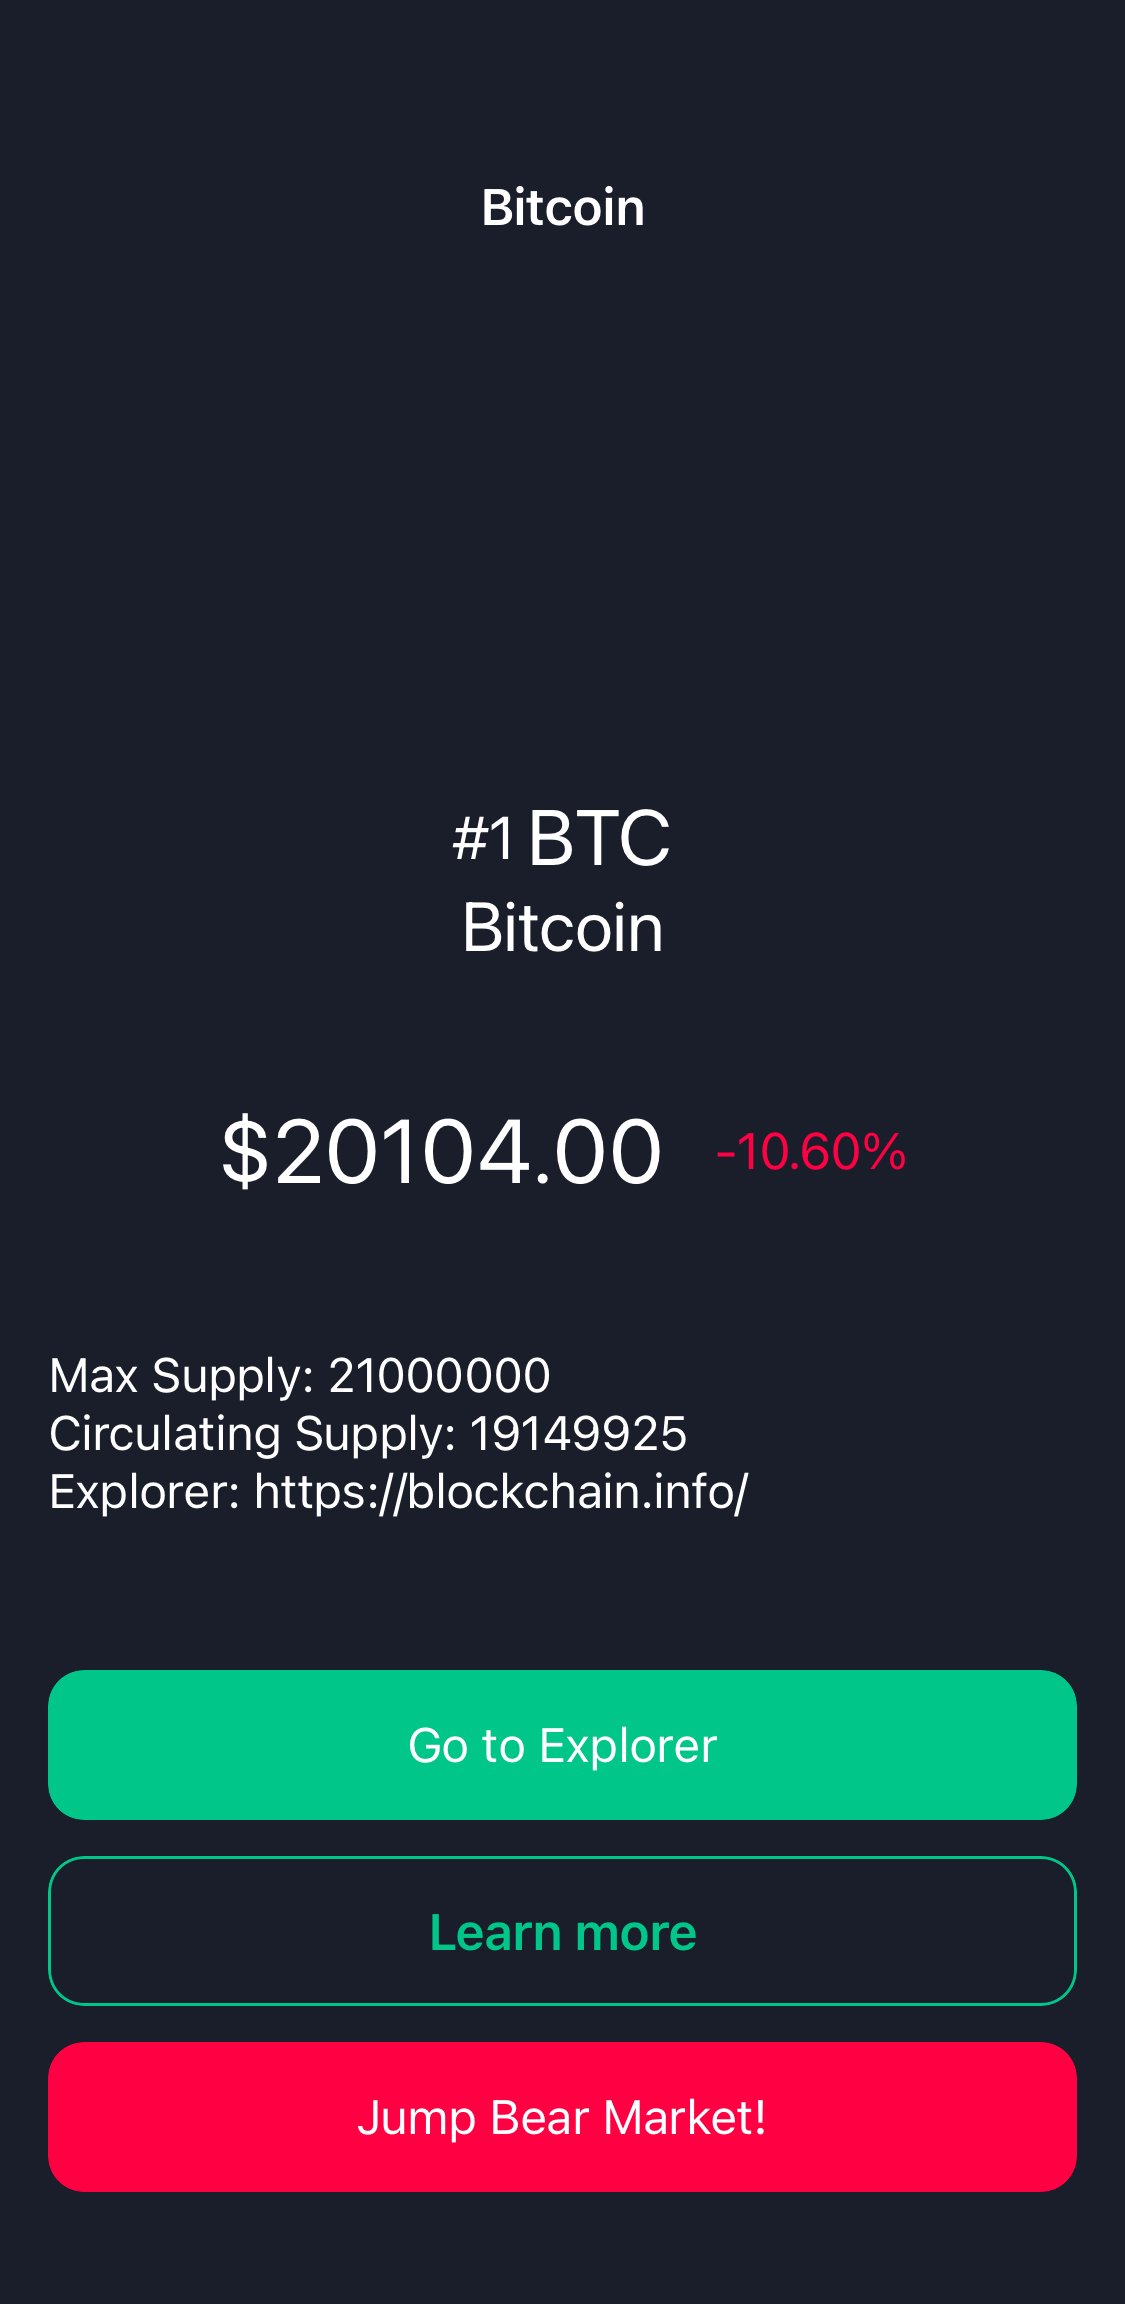 Bitcoin
#1 BTC
Bitcoin
$20104.00 -10.60%
Max Supply: 21000000
Circulating Supply: 19149925
Explorer: https://blockchain.info/
Go to Explorer
Learn more
Jump Bear Market!